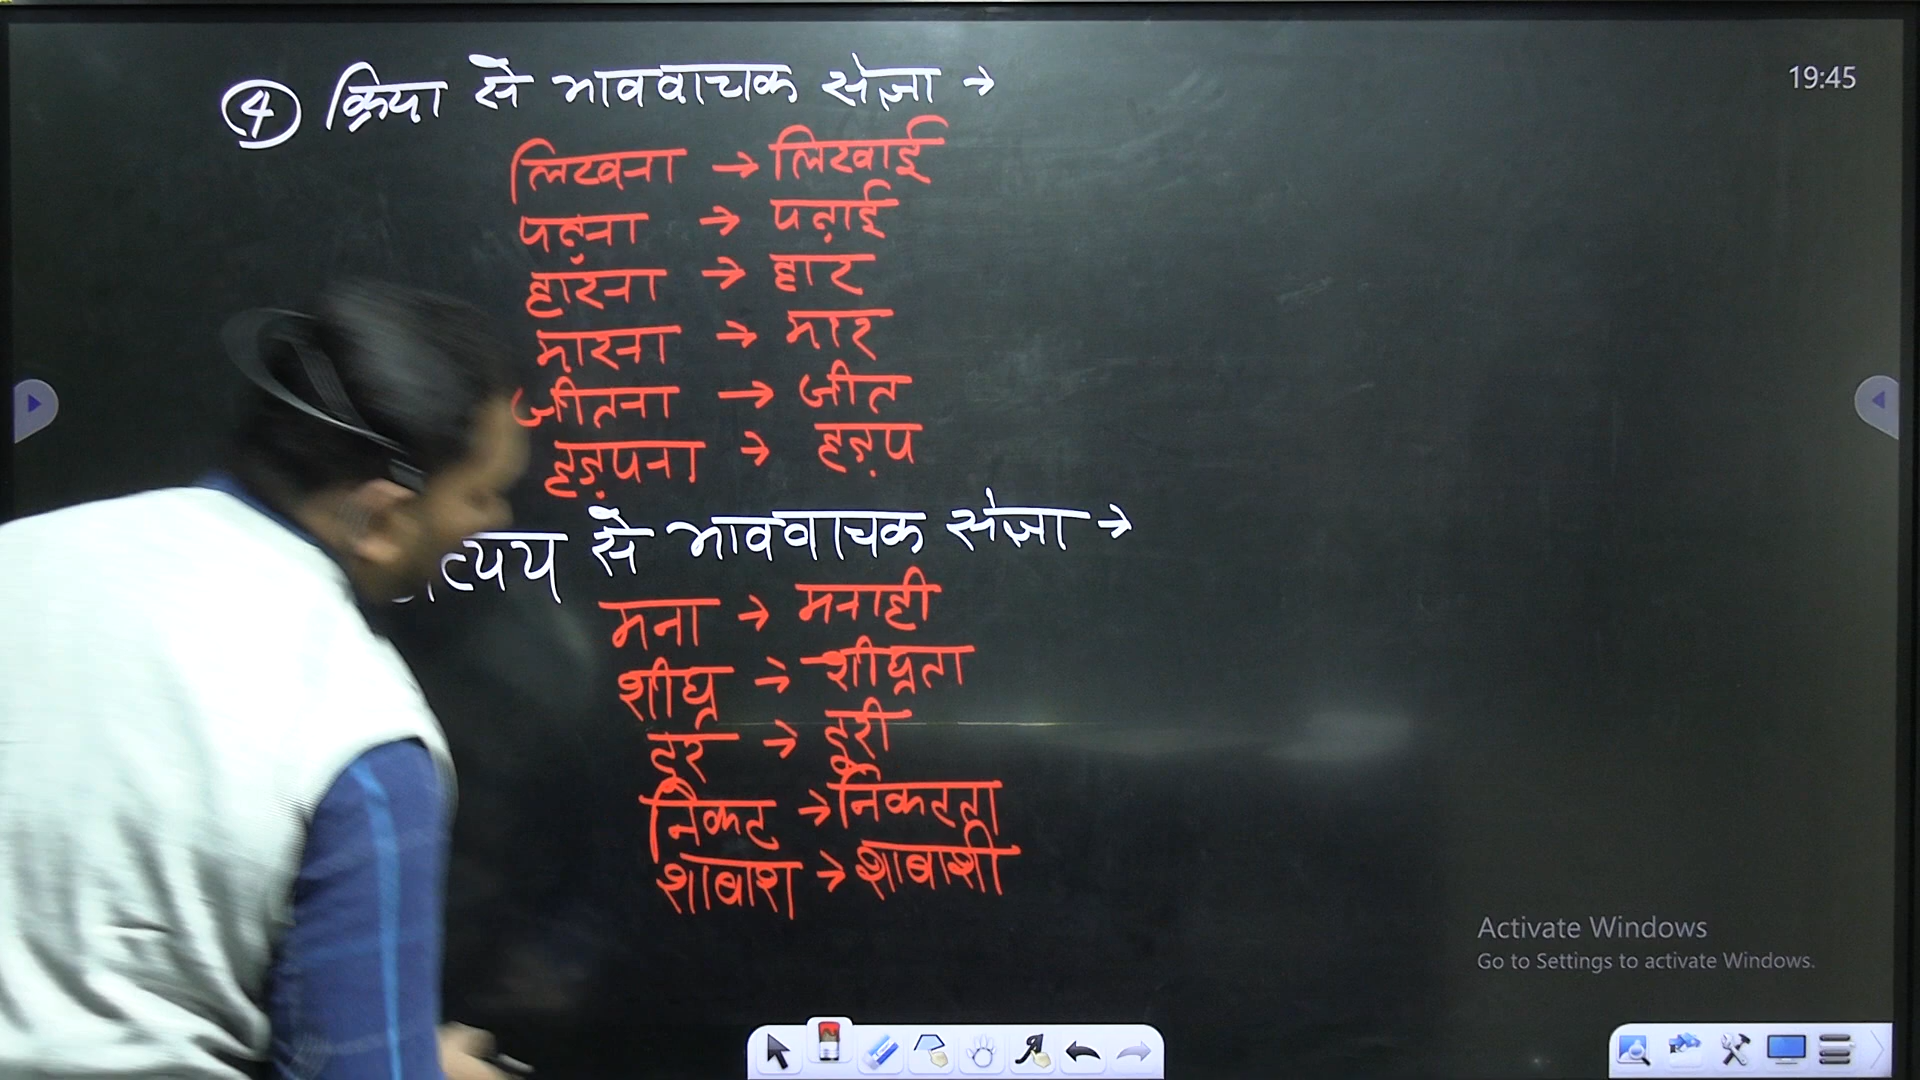 19:45
④ क्रिया से भाववाचक संज्ञा →
लिखना → लिखाई
पढ़ना → पढ़ाई
हारना → हार
मारना → मार
जीतना → जीत
हड़पना → हड़प
से भाववाचक संज्ञा →
मना → मनाही
शीघ्र → शीघ्रता
दूर → दूरी
निकट → निकटता
शाबाश → शाबाशी
Activate Windows
Go to Settings to activate Windows.